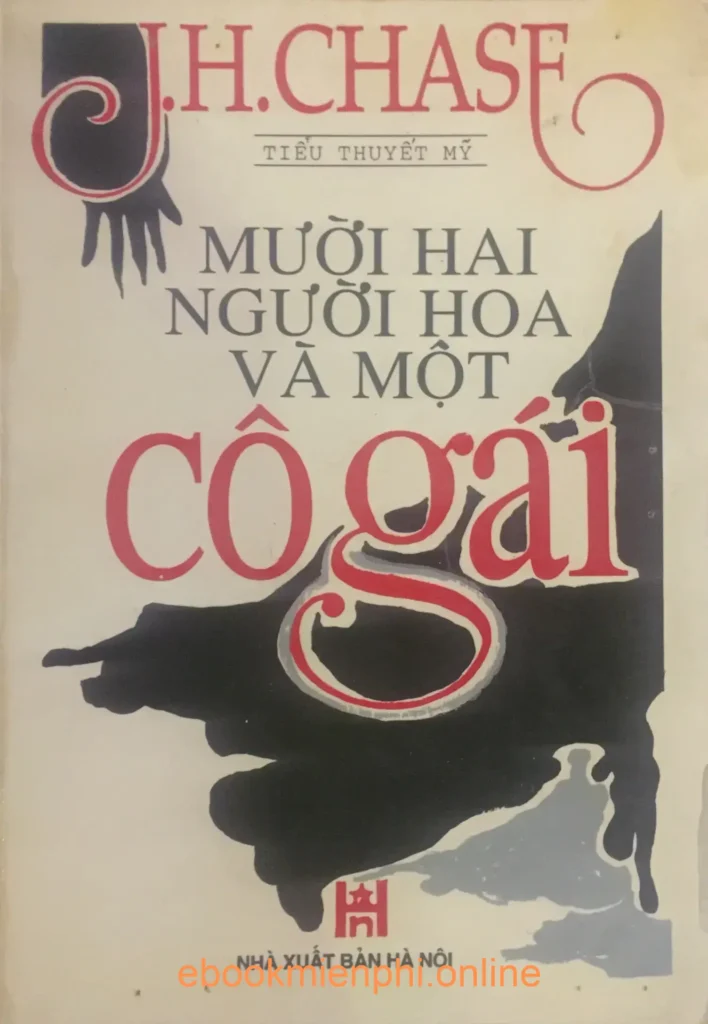 J.H.CHASE
TIỂU THUYẾT MỸ
MƯỜI HAI
NGƯỜI HOA
VÀ MỘT
cô gái
NHÀ XUẤT BẢN HÀ NỘI
ebookmienphi.online